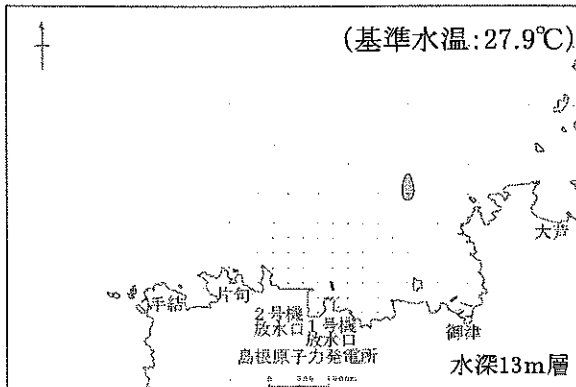 (基準水温:27.9℃)
大芦
手結
片句
2号機
放水口
1号機
放水口
御津
島根原子力発電所
水深13m層